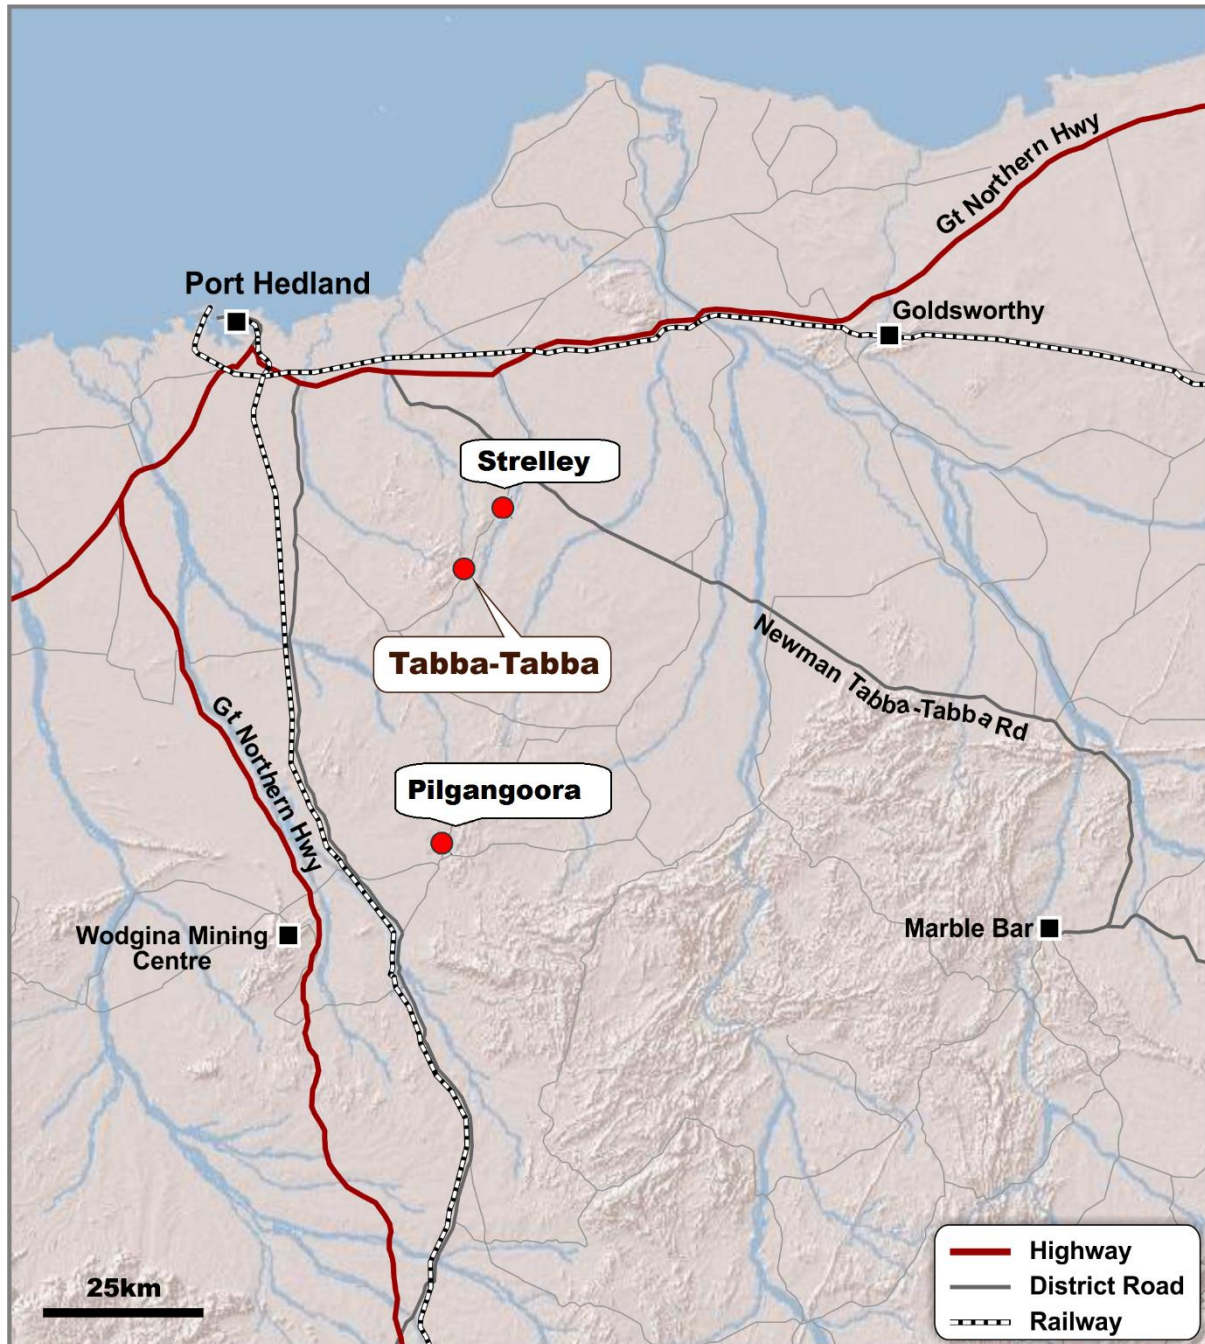 Gt Northern Hwy
Port Hedland
Goldsworthy
Strelley
Tabba-Tabba
Newman Tabba-Tabba Rd
Gt Northern Hwy
Pilgangoora
Wodgina Mining
Centre
Marble Bar
25km
Highway
District Road
Railway